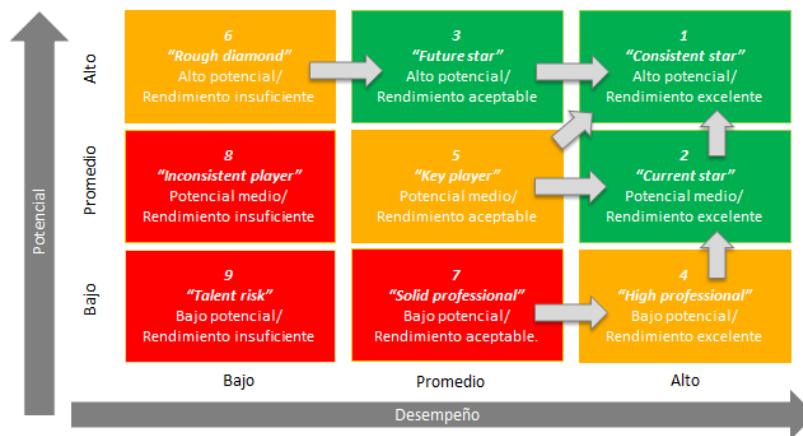 Potencial
Alto
6
“Rough diamond”
Alto potencial/
Rendimiento insuficiente
3
“Future star”
Alto potencial/
Rendimiento aceptable
1
“Consistent star”
Alto potencial/
Rendimiento excelente
Promedio
8
“Inconsistent player”
Potencial medio/
Rendimiento insuficiente
5
“Key player”
Potencial medio/
Rendimiento aceptable
2
“Current star”
Potencial medio/
Rendimiento excelente
Bajo
9
“Talent risk”
Bajo potencial/
Rendimiento insuficiente
7
“Solid professional”
Bajo potencial/
Rendimiento aceptable.
4
“High professional”
Bajo potencial/
Rendimiento excelente
Bajo
Promedio
Alto
Desempeño